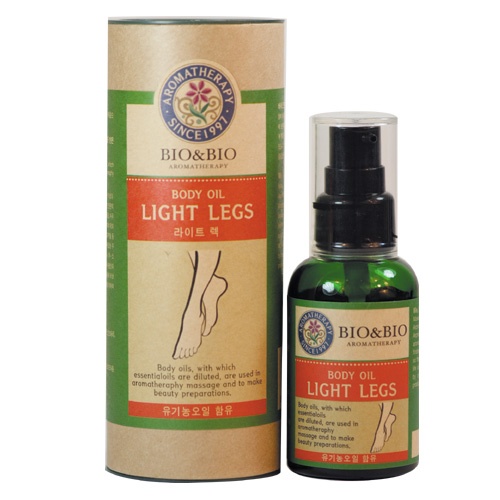 AROMATHERAPY
SINCE1997
BIO&BIO
AROMATHERAPY
BODY OIL
LIGHT LEGS
라이트 렉
Body oils, with which
essentialoils are diluted, are used in
aromatheraphy massage and to make
beauty preparations.
유기농오일 함유
AROMATHERAPY
SINCE1997
BIO&BIO
AROMATHERAPY
BODY OIL
LIGHT LEGS
Body oils, with which
essentialoils
are diluted, are used in
aromatheraphy
massage and to make
beauty preparations.
유기농오일 함유